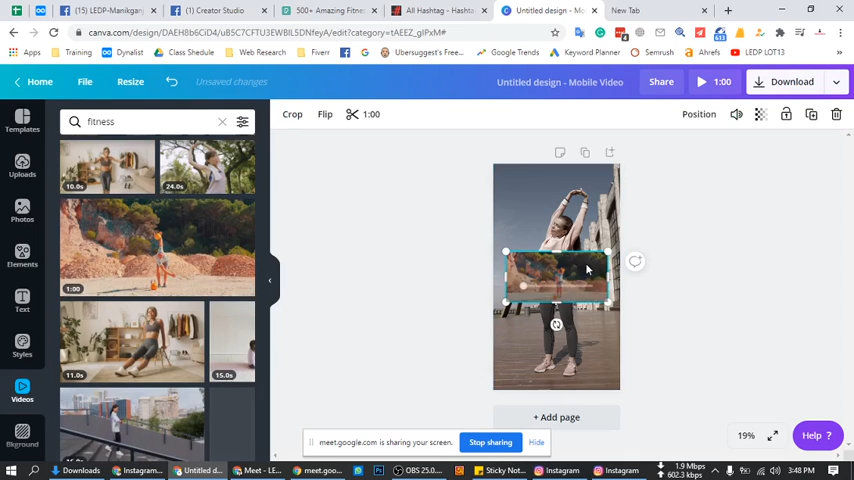 (15) LEDP-Manikganj
(1) Creator Studio
500+ Amazing Fitnes
All Hashtag - Hashta
Untitled design - Mo
New Tab
canva.com/design/
/edit?category=tAEEZ_gIPxM#
Apps
Training
Dynalist
Class Shedule
Web Research
Fiverr
Ubersuggest's Free...
Google Trends
Keyword Planner
Semrush
Ahrefs
LEDP LOT13
Home
File
Resize
Unsaved changes
Untitled design - Mobile Video
Share
1:00
Download
Templates
Uploads
Photos
Elements
Text
Styles
Videos
Bkground
fitness
10.0s
24.0s
1:00
11.0s
15.0s
Crop
Flip
1:00
Position
+ Add page
meet.google.com is sharing your screen.
Stop sharing
Hide
19%
Help ?
Downloads
Instagram...
Untitled d...
Meet - LE...
meet.goo...
OBS 25.0...
Sticky Not...
Instagram
Instagram
1.9 Mbps
602.3 kbps
3:48 PM